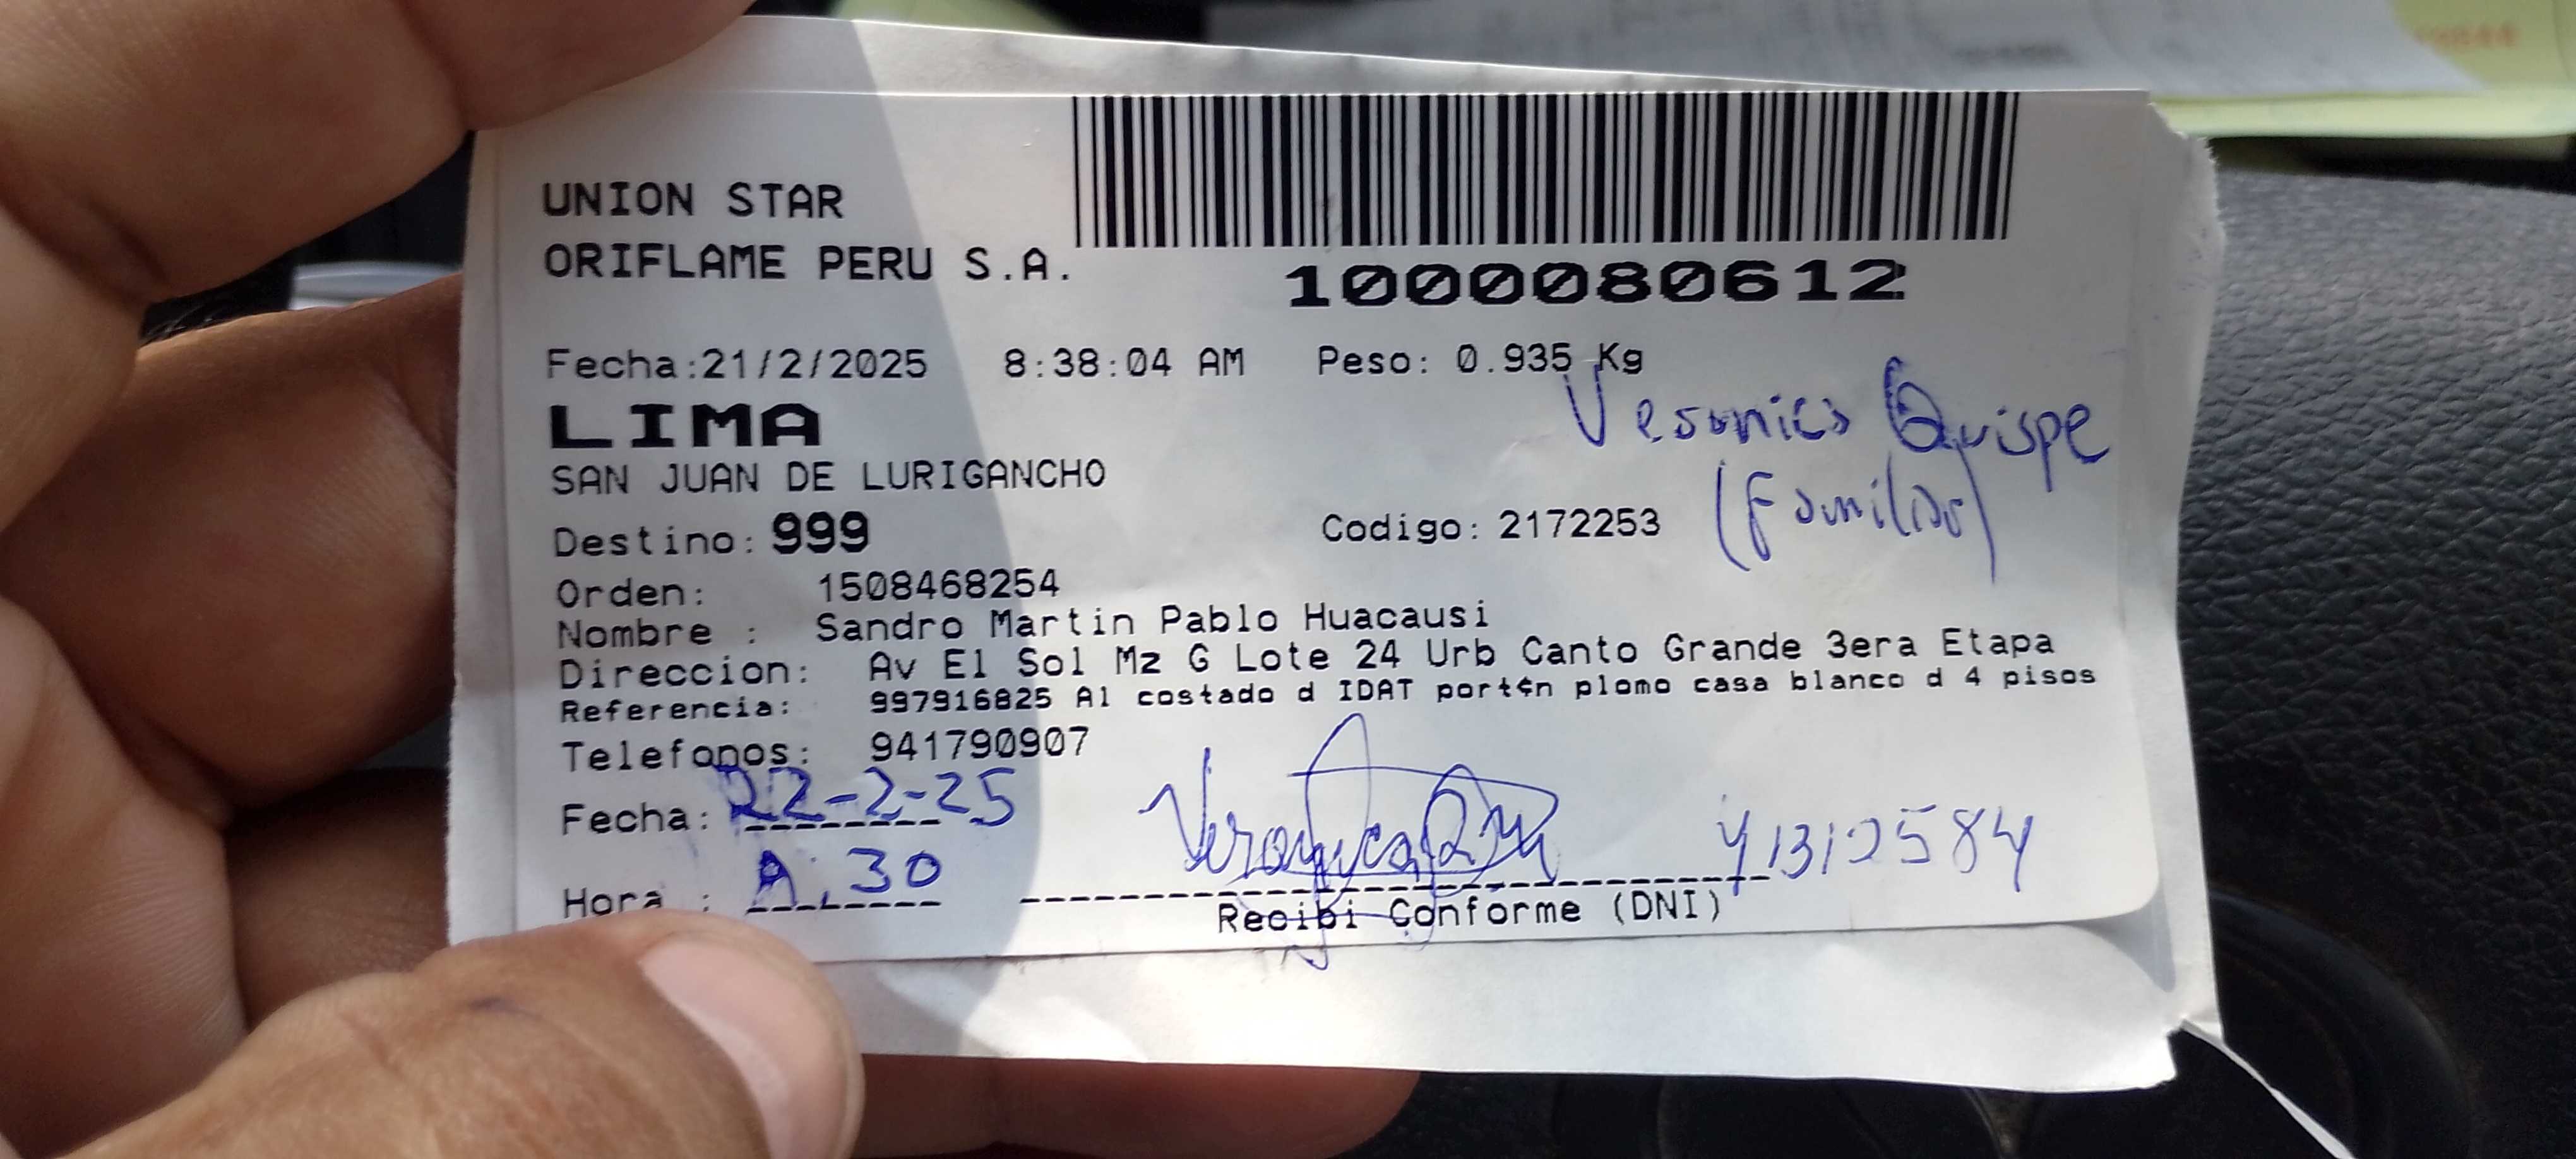 UNION STAR
ORIFLAME PERU S.A.
1000080612
Fecha:21/2/2025 8:38:04 AM Peso: 0.935 Kg
LIMA
Veronica Quispe
SAN JUAN DE LURIGANCHO
(Familiar)
Destino: 999 Codigo: 2172253
Orden: 1508468254
Nombre : Sandro Martin Pablo Huacausi
Direccion: Av El Sol Mz G Lote 24 Urb Canto Grande 3era Etapa
Referencia: 997916825 Al costado d IDAT port¢n plomo casa blanco d 4 pisos
Telefonos: 941790907
Fecha: 22-2-25
Hora :
Recibi Conforme (DNI)